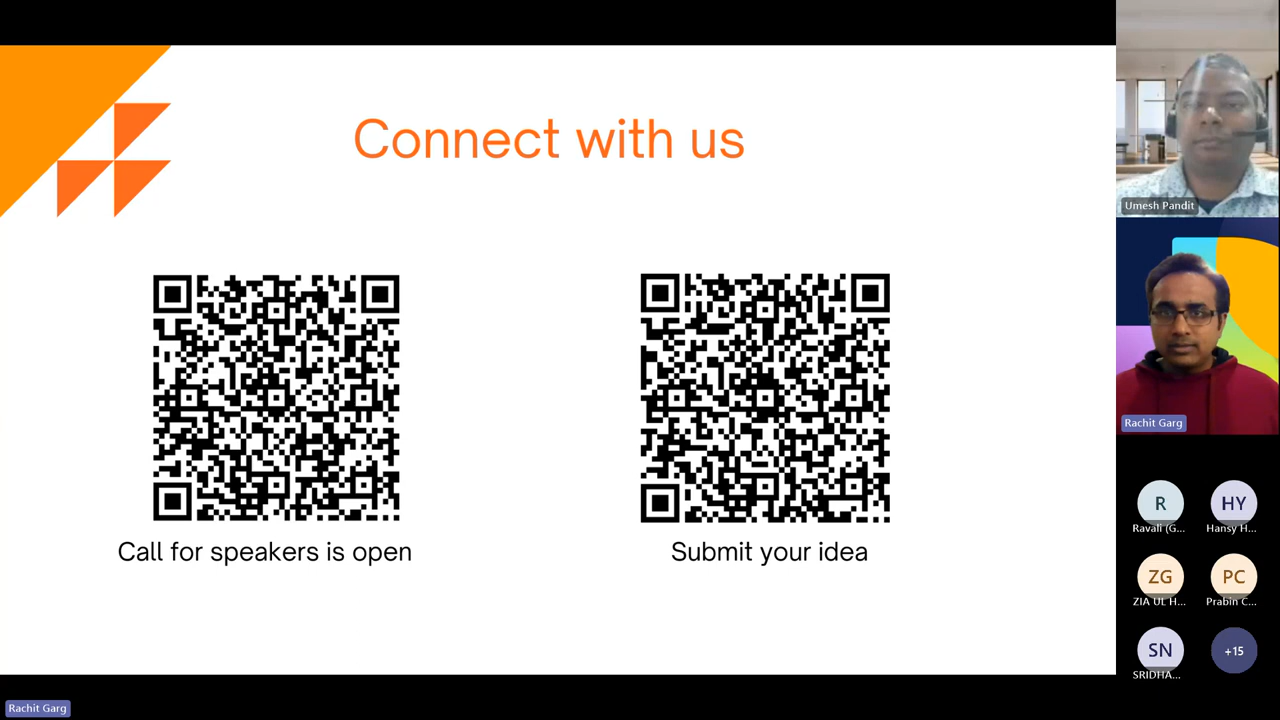 Connect with us
Call for speakers is open
Submit your idea
Umesh Pandit
Rachit Garg
R
Ravali (G...
HY
Hansy H...
ZG
ZIA UL H...
PC
Prabin C...
SN
SRIDHA...
+15
Rachit Garg